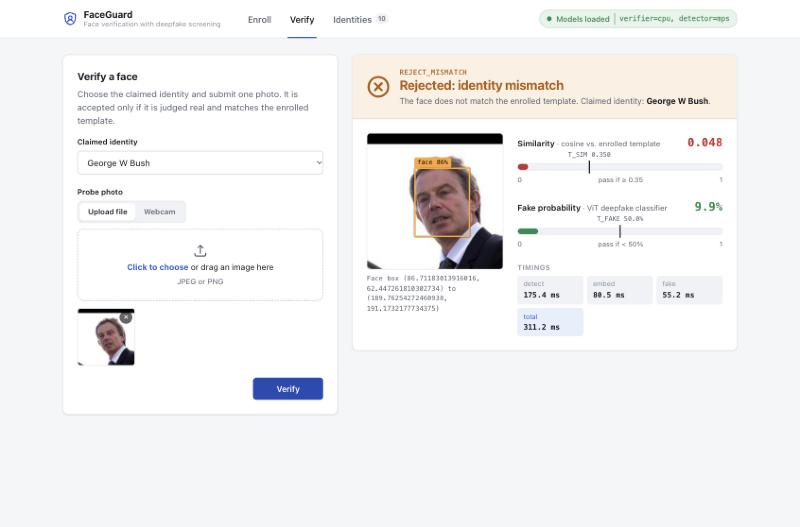 FaceGuard
Face verification with deepfake screening
Enroll
Verify
Identities 10
Models loaded | verifier=cpu, detector=mps
Verify a face
Choose the claimed identity and submit one photo. It is
accepted only if it is judged real and matches the enrolled
template.
Claimed identity
George W Bush
Probe photo
Upload file
Webcam
Click to choose or drag an image here
JPEG or PNG
Verify
REJECT_MISMATCH
Rejected: identity mismatch
The face does not match the enrolled template. Claimed identity: George W Bush.
face 86%
Face box (86.71183013916016,
62.447261810302734) to
(189.76254272460938,
191.1732177734375)
Similarity · cosine vs. enrolled template 0.048
T_SIM 0.350
0 pass if ≥ 0.35 1
Fake probability · ViT deepfake classifier 9.9%
T_FAKE 50.0%
0 pass if < 50% 1
TIMINGS
detect
175.4 ms
embed
80.5 ms
fake
55.2 ms
total
311.2 ms